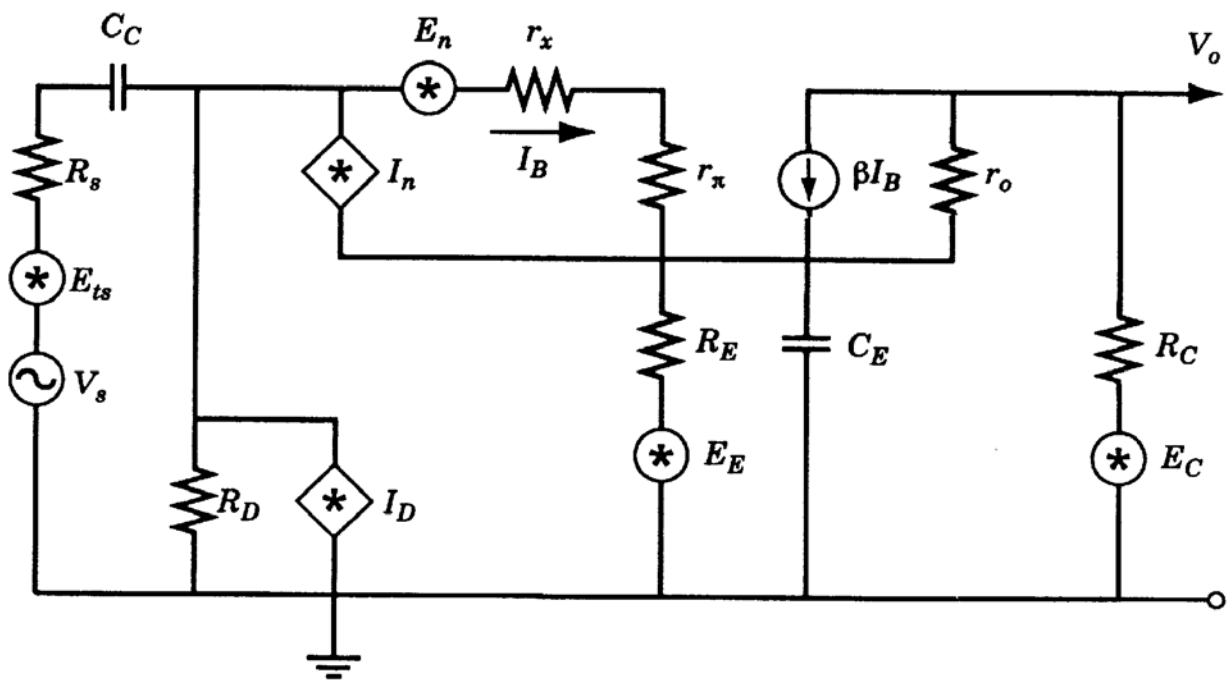 C_C
E_n
r_x
V_o
R_s
I_n
I_B
r_π
βI_B
r_o
E_ts
V_s
R_E
C_E
R_C
R_D
I_D
E_E
E_C